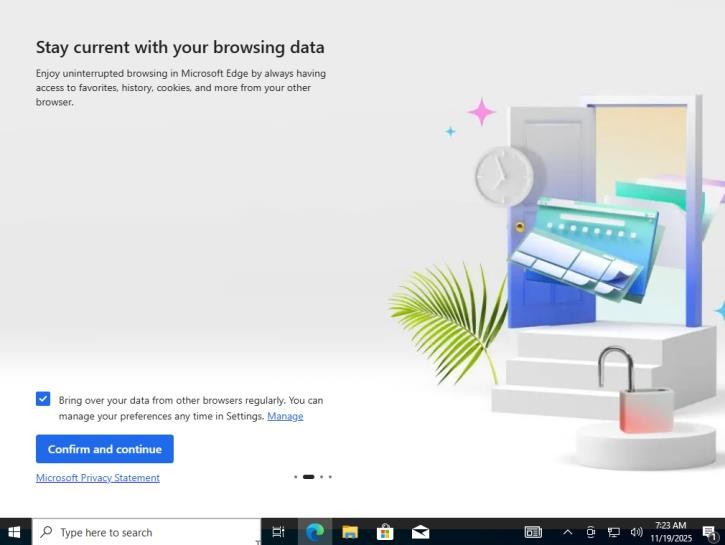 Stay current with your browsing data
Enjoy uninterrupted browsing in Microsoft Edge by always having
access to favorites, history, cookies, and more from your other
browser.
Bring over your data from other browsers regularly. You can
manage your preferences any time in Settings. Manage
Confirm and continue
Microsoft Privacy Statement
Type here to search
7:23 AM
11/19/2025
1